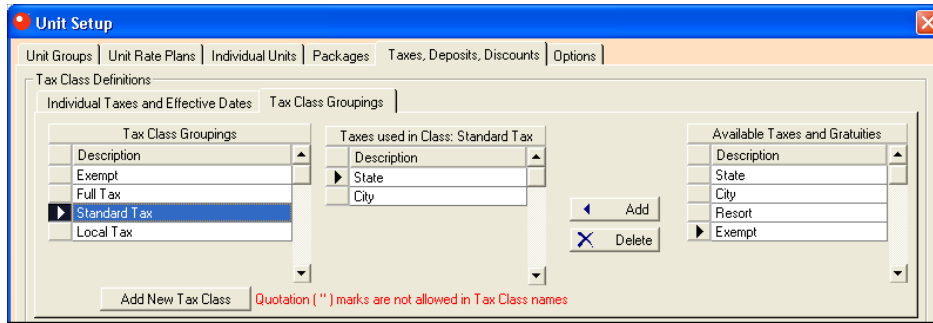 Unit Setup
Unit Groups Unit Rate Plans Individual Units Packages Taxes, Deposits, Discounts Options
Tax Class Definitions
Individual Taxes and Effective Dates Tax Class Groupings
Tax Class Groupings
Description
Exempt
Full Tax
Standard Tax
Local Tax
Taxes used in Class: Standard Tax
Description
State
City
Add
Delete
Available Taxes and Gratuities
Description
State
City
Resort
Exempt
Add New Tax Class Quotation ( " ) marks are not allowed in Tax Class names